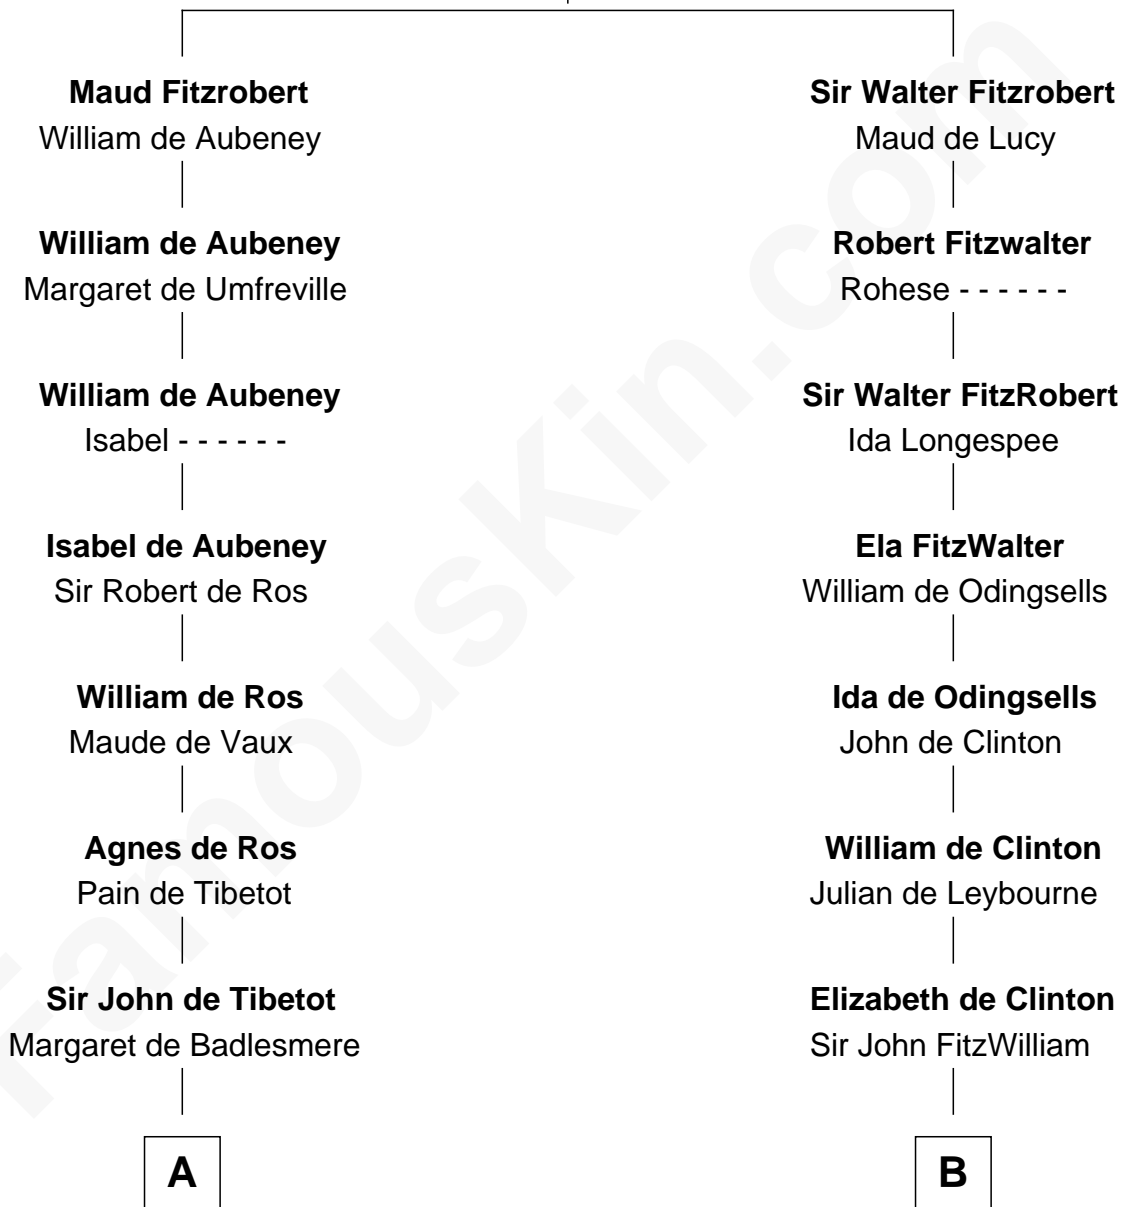 Maud Fitzrobert
William de Aubeney
William de Aubeney
Margaret de Umfreville
William de Aubeney
Isabel - - - - - -
Isabel de Aubeney
Sir Robert de Ros
William de Ros
Maude de Vaux
Agnes de Ros
Pain de Tibetot
Sir John de Tibetot
Margaret de Badlesmere
A
Sir Walter Fitzrobert
Maud de Lucy
Robert Fitzwalter
Rohese - - - - - -
Sir Walter FitzRobert
Ida Longespee
Ela FitzWalter
William de Odingsells
Ida de Odingsells
John de Clinton
William de Clinton
Julian de Leybourne
Elizabeth de Clinton
Sir John FitzWilliam
B
FamousKin.com